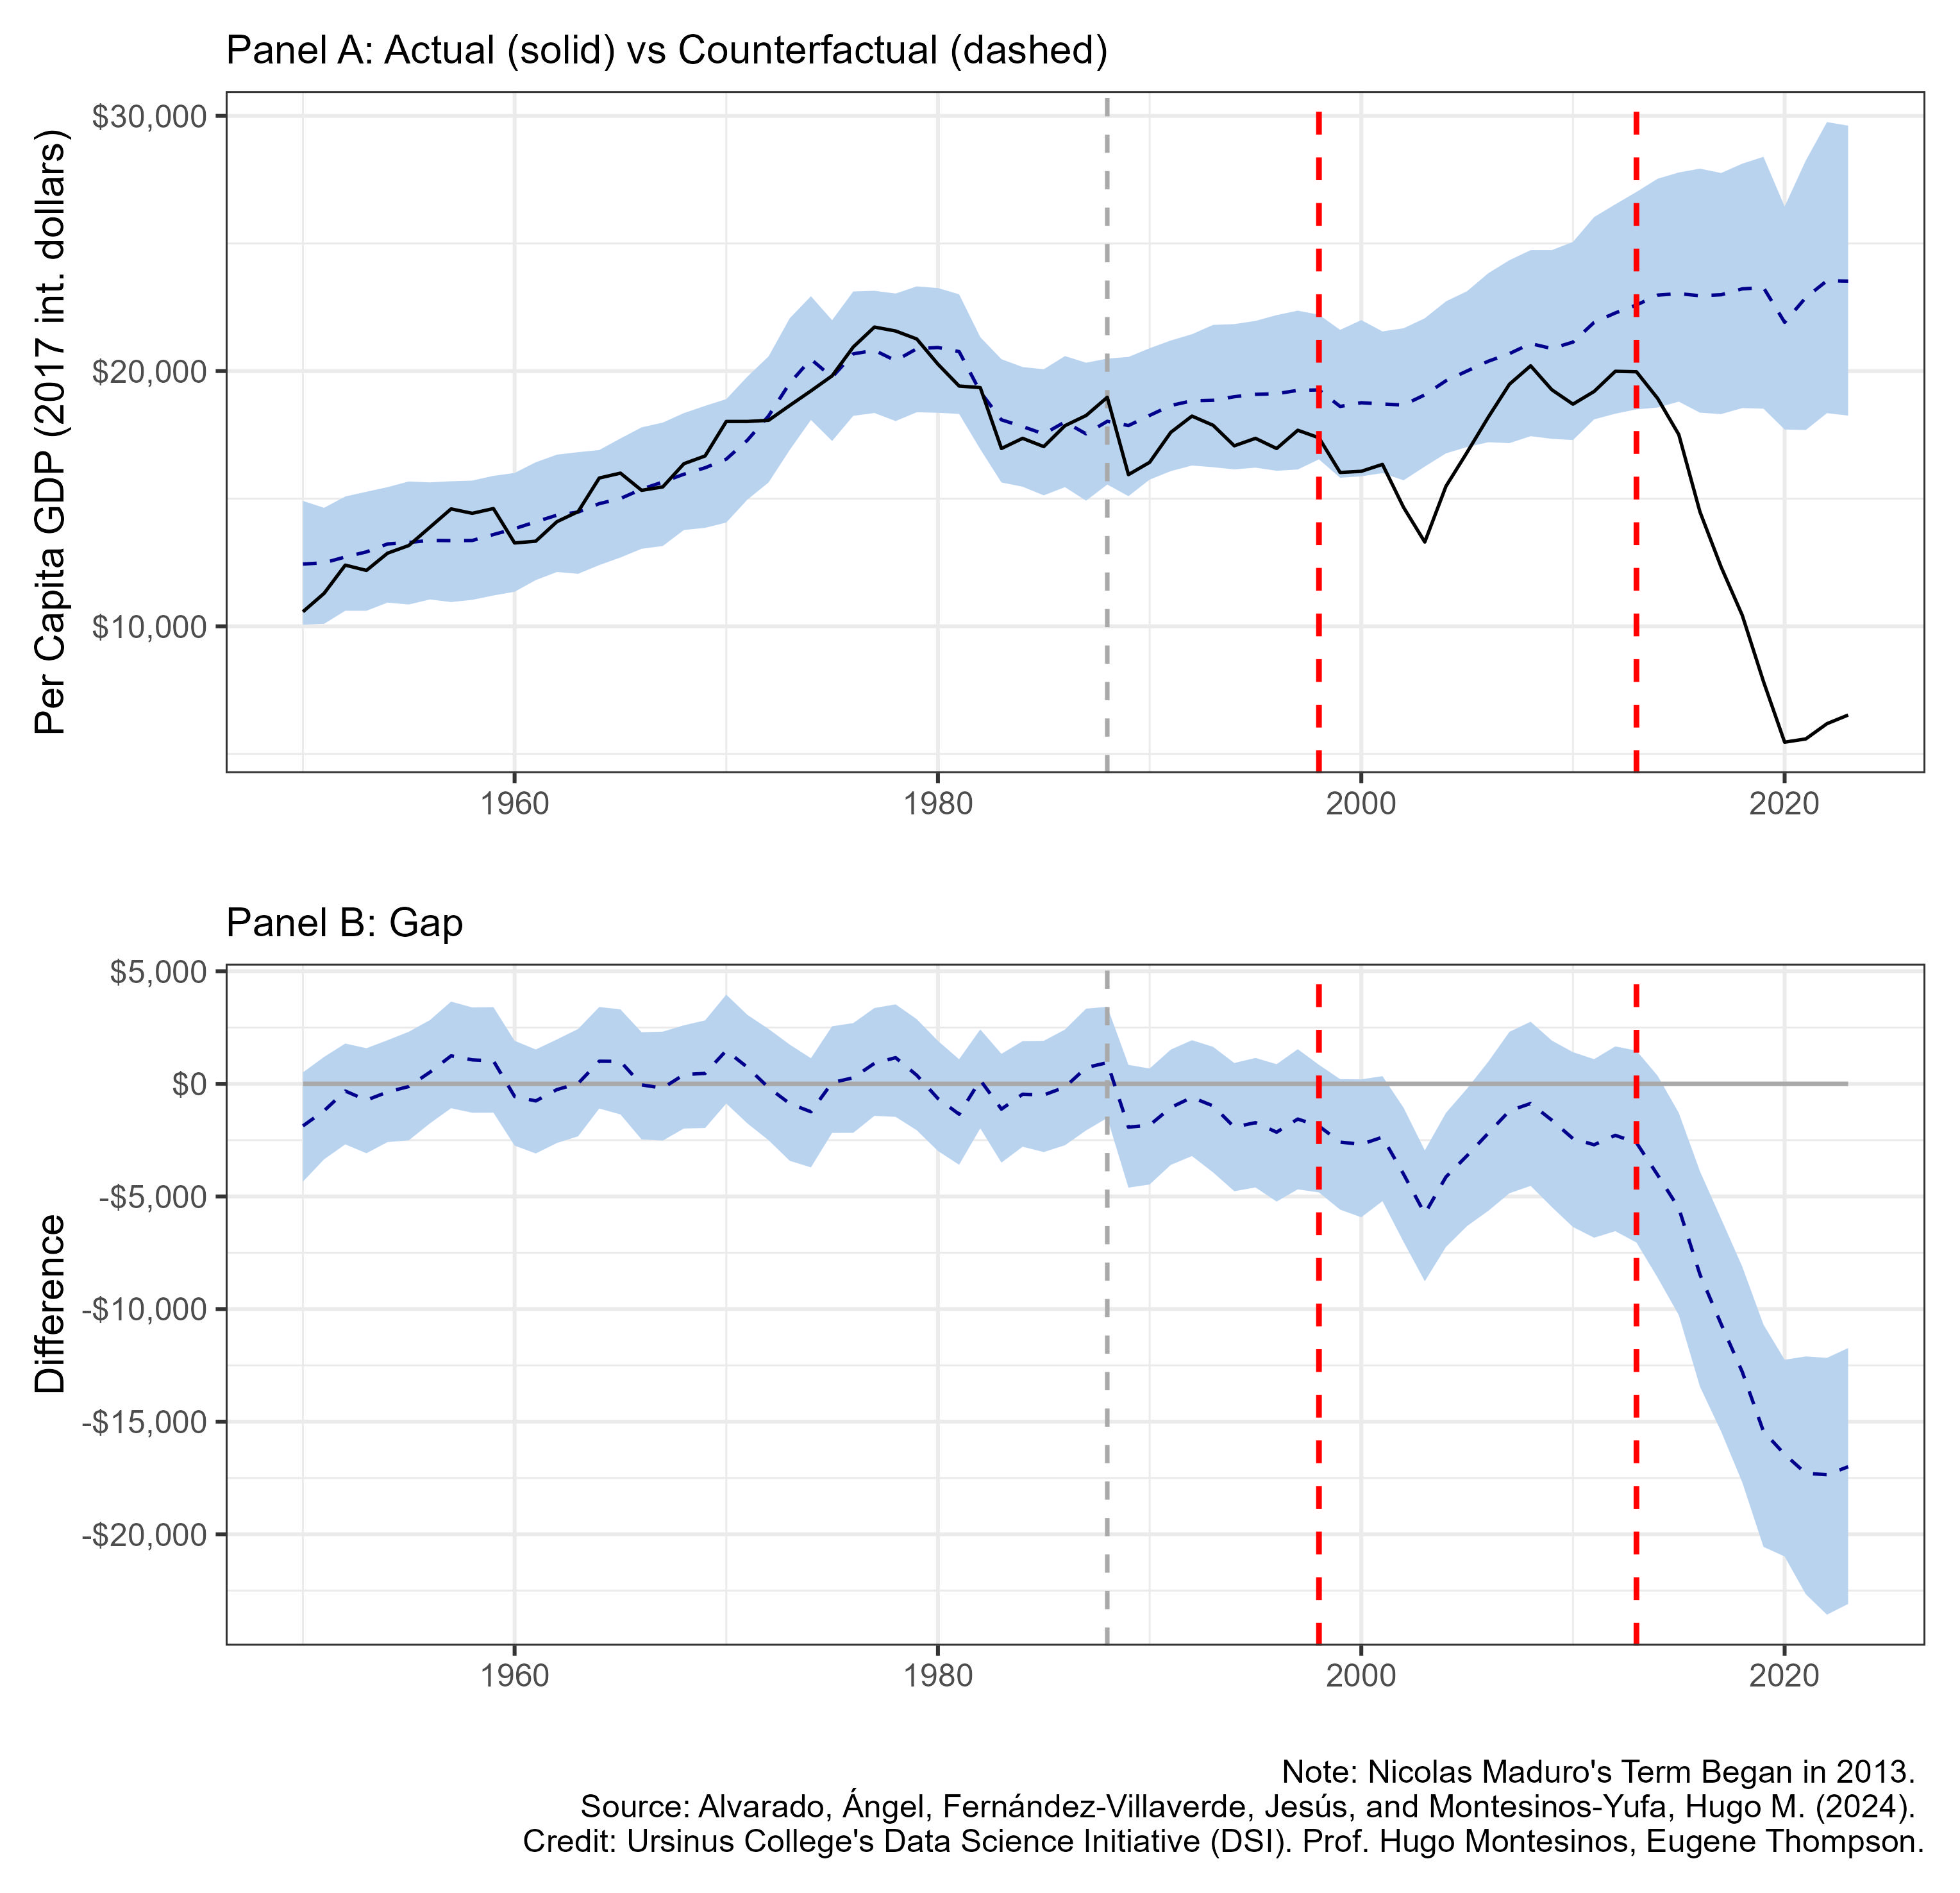 Panel A: Actual (solid) vs Counterfactual (dashed)
Per Capita GDP (2017 int. dollars)
$30,000
$20,000
$10,000
1960
1980
2000
2020
Panel B: Gap
Difference
$5,000
$0
-$5,000
-$10,000
-$15,000
-$20,000
1960
1980
2000
2020
Note: Nicolas Maduro's Term Began in 2013.
Source: Alvarado, Ángel, Fernández-Villaverde, Jesús, and Montesinos-Yufa, Hugo M. (2024).
Credit: Ursinus College's Data Science Initiative (DSI). Prof. Hugo Montesinos, Eugene Thompson.